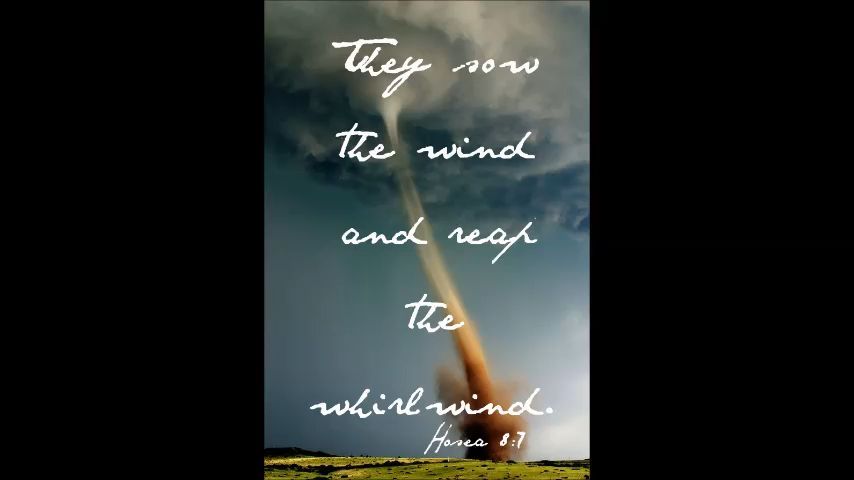 They sow
the wind
and reap
the
whirlwind.
Hosea 8:7